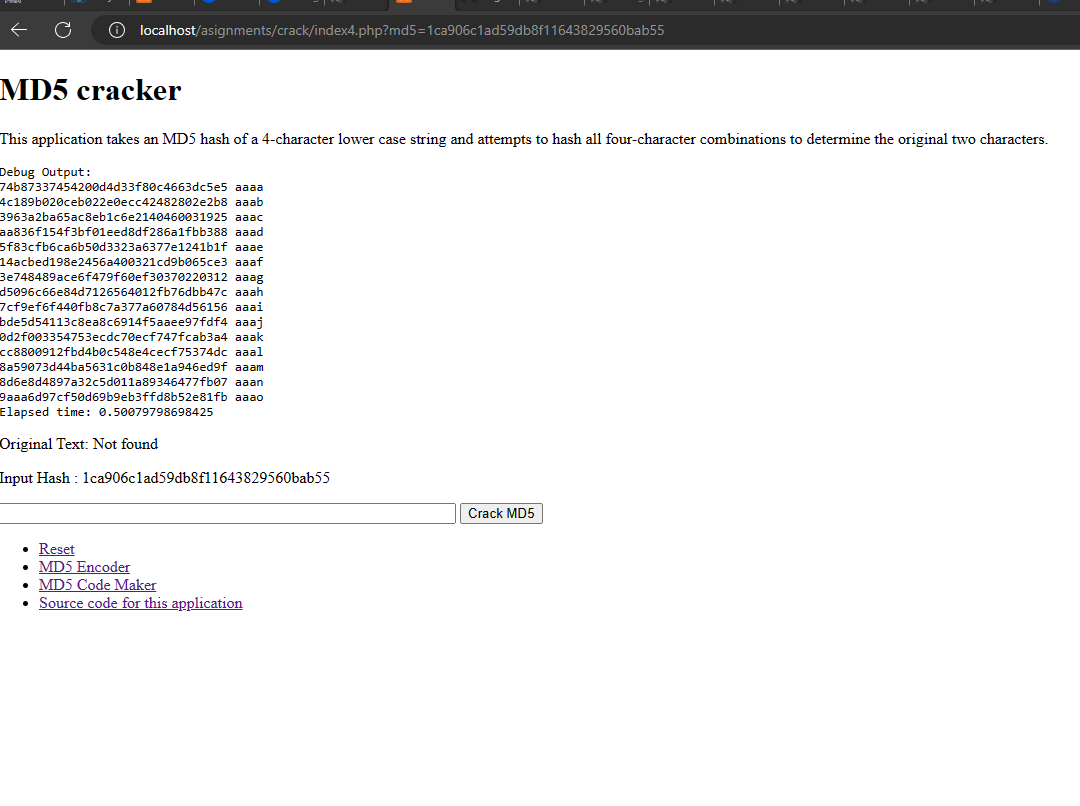 localhost/asignments/crack/index4.php?md5=1ca906c1ad59db8f11643829560bab55
MD5 cracker
This application takes an MD5 hash of a 4-character lower case string and attempts to hash all four-character combinations to determine the original two characters.
Debug Output:
74b87337454200d4d33f80c4663dc5e5 aaaa
4c189b020ceb022e0ecc42482802e2b8 aaab
3963a2ba65ac8eb1c6e2140460031925 aaac
aa836f154f3bf01eed8df286a1fbb388 aaad
5f83cfb6ca6b50d3323a6377e1241b1f aaae
14acbed198e2456a400321cd9b065ce3 aaaf
3e748489ace6f479f60ef30370220312 aaag
d5096c66e84d7126564012fb76dbb47c aaah
7cf9ef6f440fb8c7a377a60784d56156 aaai
bde5d54113c8ea8c6914f5aaee97fdf4 aaaj
0d2f003354753ecdc70ecf747fcab3a4 aaak
cc8800912fbd4b0c548e4cecf75374dc aaal
8a59073d44ba5631c0b848e1a946ed9f aaam
8d6e8d4897a32c5d011a89346477fb07 aaan
9aaa6d97cf50d69b9eb3ffd8b52e81fb aaao
Elapsed time: 0.50079798698425
Original Text: Not found
Input Hash : 1ca906c1ad59db8f11643829560bab55
Crack MD5
Reset
MD5 Encoder
MD5 Code Maker
Source code for this application